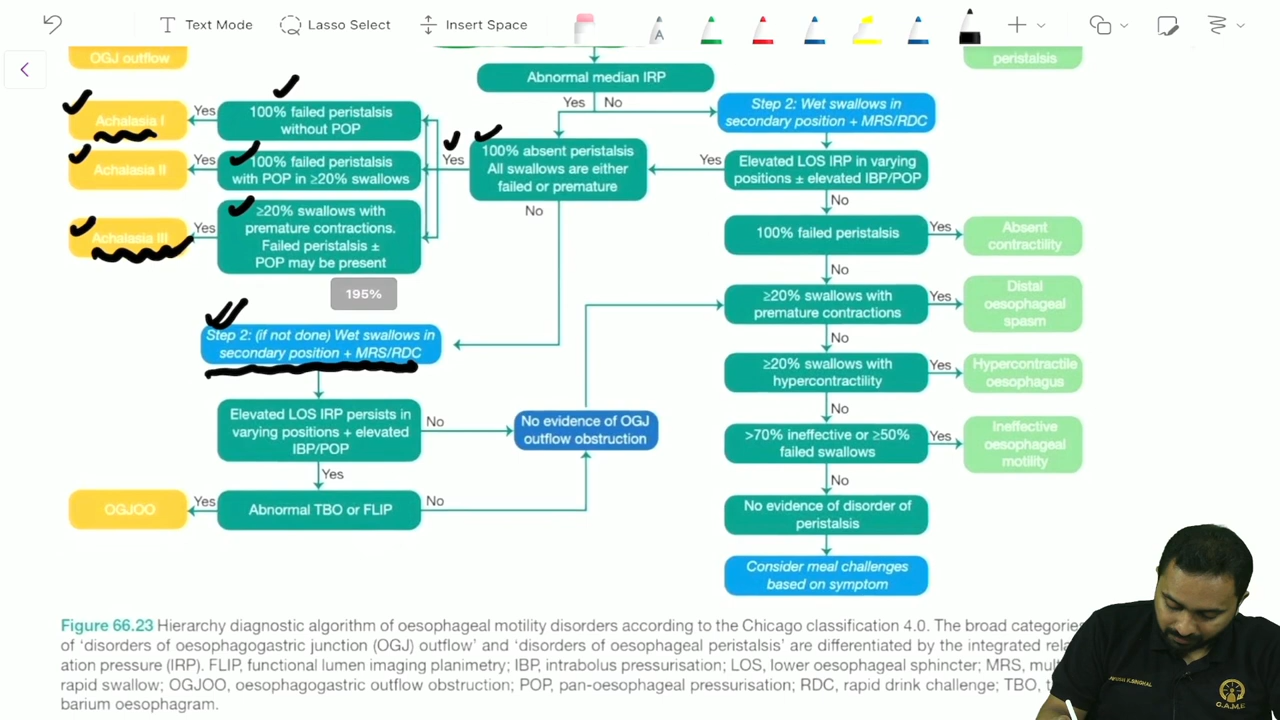 Text Mode
Lasso Select
Insert Space
A
OGJ outflow
peristalsis
Abnormal median IRP
Yes
No
Achalasia I
Yes
100% failed peristalsis
without POP
Step 2: Wet swallows in
secondary position + MRS/RDC
Achalasia II
Yes
100% failed peristalsis
with POP in ≥20% swallows
Yes
100% absent peristalsis
All swallows are either
failed or premature
Yes
Elevated LOS IRP in varying
positions ± elevated IBP/POP
Achalasia III
Yes
≥20% swallows with
premature contractions.
Failed peristalsis ±
POP may be present
No
No
100% failed peristalsis
Yes
Absent
contractility
195%
No
≥20% swallows with
premature contractions
Yes
Distal
oesophageal
spasm
Step 2: (if not done) Wet swallows in
secondary position + MRS/RDC
No
≥20% swallows with
hypercontractility
Yes
Hypercontractile
oesophagus
Elevated LOS IRP persists in
varying positions + elevated
IBP/POP
No
No evidence of OGJ
outflow obstruction
No
>70% ineffective or ≥50%
failed swallows
Yes
Ineffective
oesophageal
motility
Yes
OGJOO
Yes
Abnormal TBO or FLIP
No
No
No evidence of disorder of
peristalsis
Consider meal challenges
based on symptom
Figure 66.23 Hierarchy diagnostic algorithm of oesophageal motility disorders according to the Chicago classification 4.0. The broad categories
of ‘disorders of oesophagogastric junction (OGJ) outflow’ and ‘disorders of oesophageal peristalsis’ are differentiated by the integrated
ation pressure (IRP). FLIP, functional lumen imaging planimetry; IBP, intrabolus pressurisation; LOS, lower oesophageal sphincter; MRS,
rapid swallow; OGJOO, oesophagogastric outflow obstruction; POP, pan-oesophageal pressurisation; RDC, rapid drink challenge; TBO,
barium oesophagram.
G.A.M.E